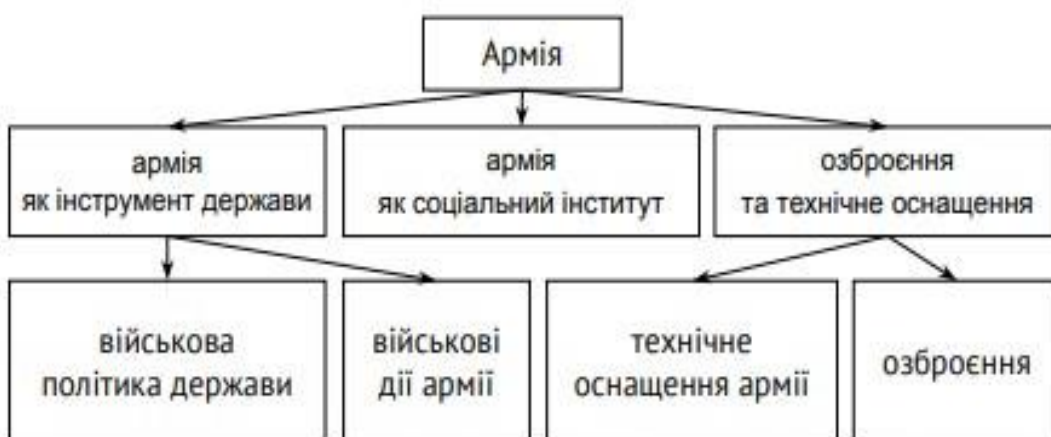 Армія
армія
як інструмент держави
армія
як соціальний інститут
озброєння
та технічне оснащення
військова
політика держави
військові
дії армії
технічне
оснащення армії
озброєння